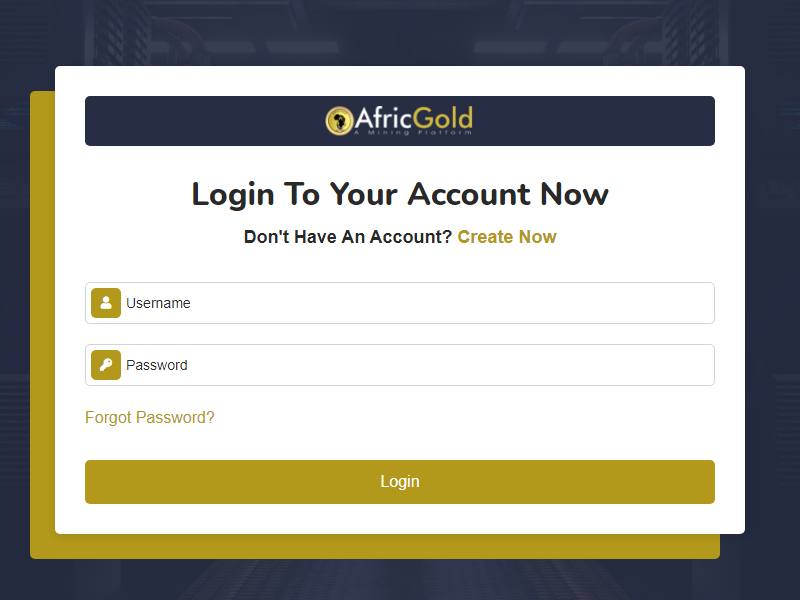 AfricGold
A Mining Platform
Login To Your Account Now
Don't Have An Account? Create Now
Username
Password
Forgot Password?
Login